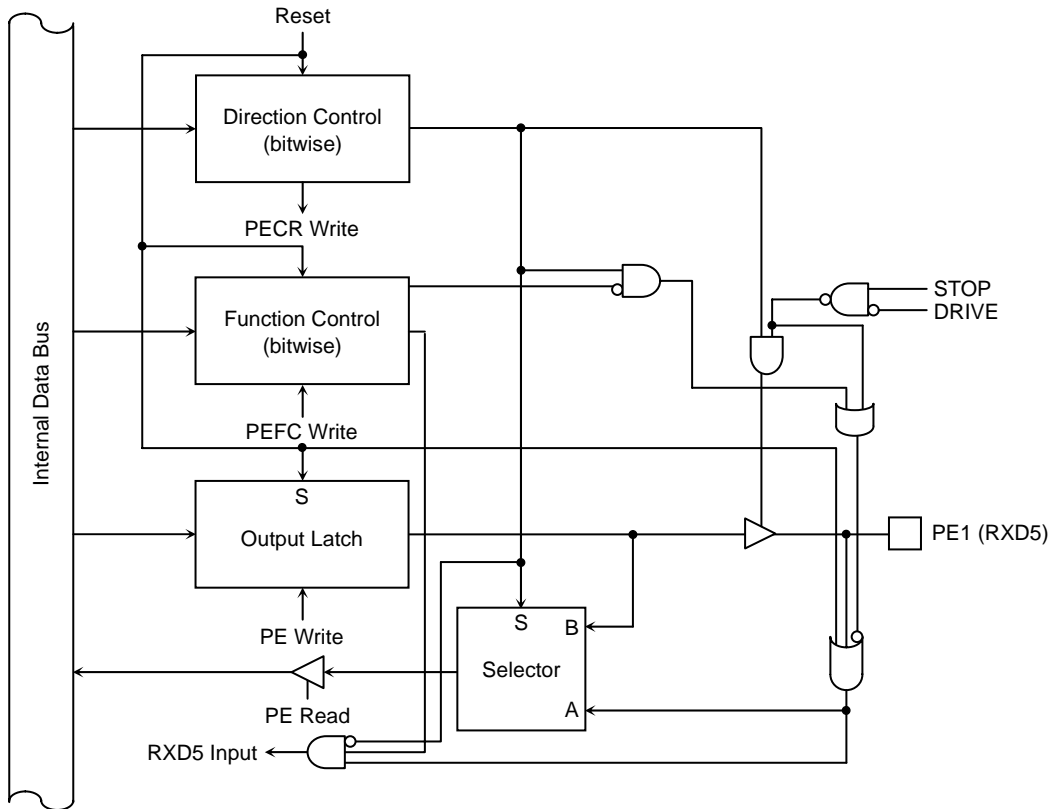 Reset
Direction Control
(bitwise)
PECR Write
STOP
DRIVE
Function Control
(bitwise)
Internal Data Bus
PEFC Write
S
Output Latch
PE1 (RXD5)
PE Write
S
B
Selector
A
PE Read
RXD5 Input